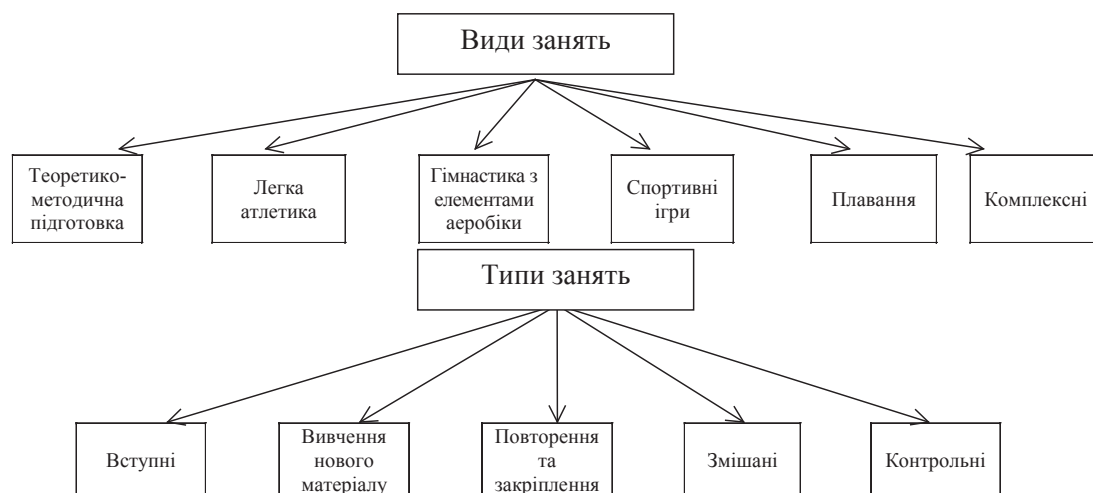 Види занять
Теоретико-
методична
підготовка
Легка
атлетика
Гімнастика з
елементами
аеробіки
Спортивні
ігри
Плавання
Комплексні
Типи занять
Вступні
Вивчення
нового
матеріалу
Повторення
та
закріплення
Змішані
Контрольні